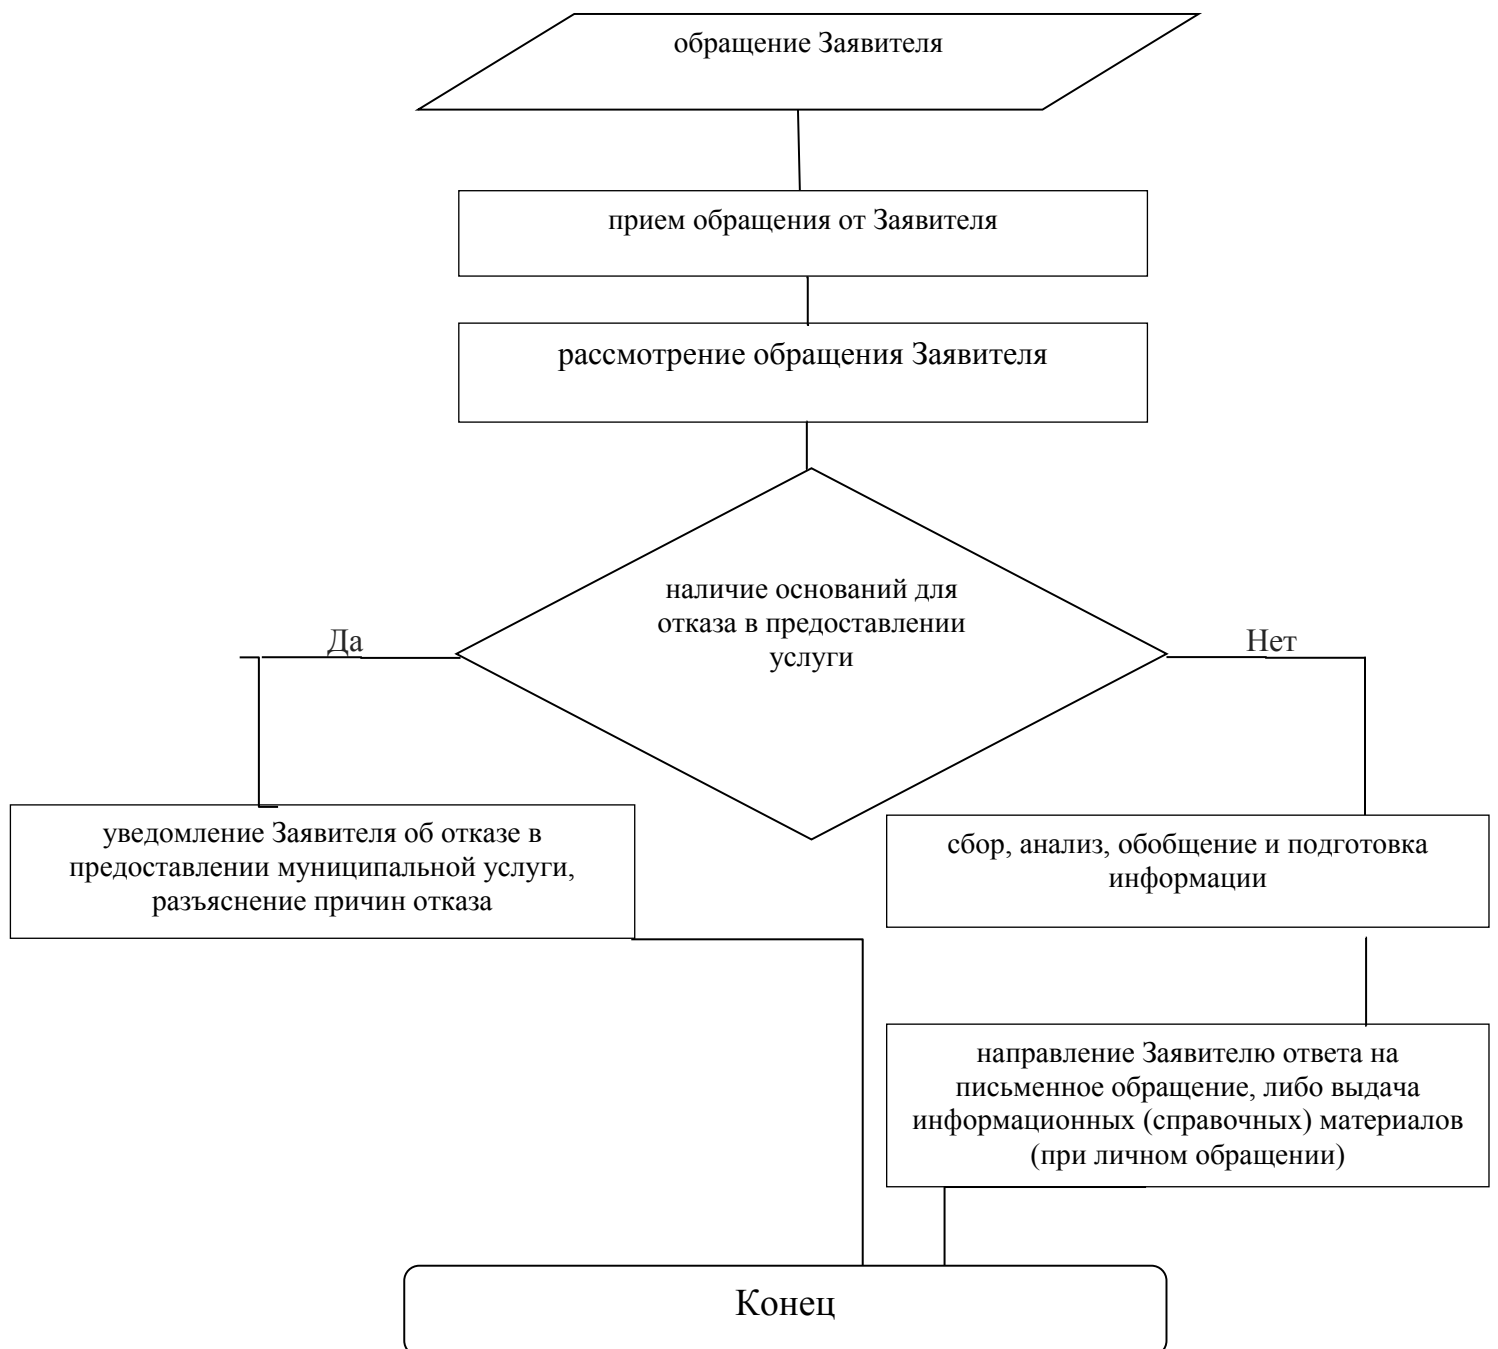 обращение Заявителя
прием обращения от Заявителя
рассмотрение обращения Заявителя
наличие оснований для
отказа в предоставлении
услуги
Да
Нет
уведомление Заявителя об отказе в
предоставлении муниципальной услуги,
разъяснение причин отказа
сбор, анализ, обобщение и подготовка
информации
направление Заявителю ответа на
письменное обращение, либо выдача
информационных (справочных) материалов
(при личном обращении)
Конец